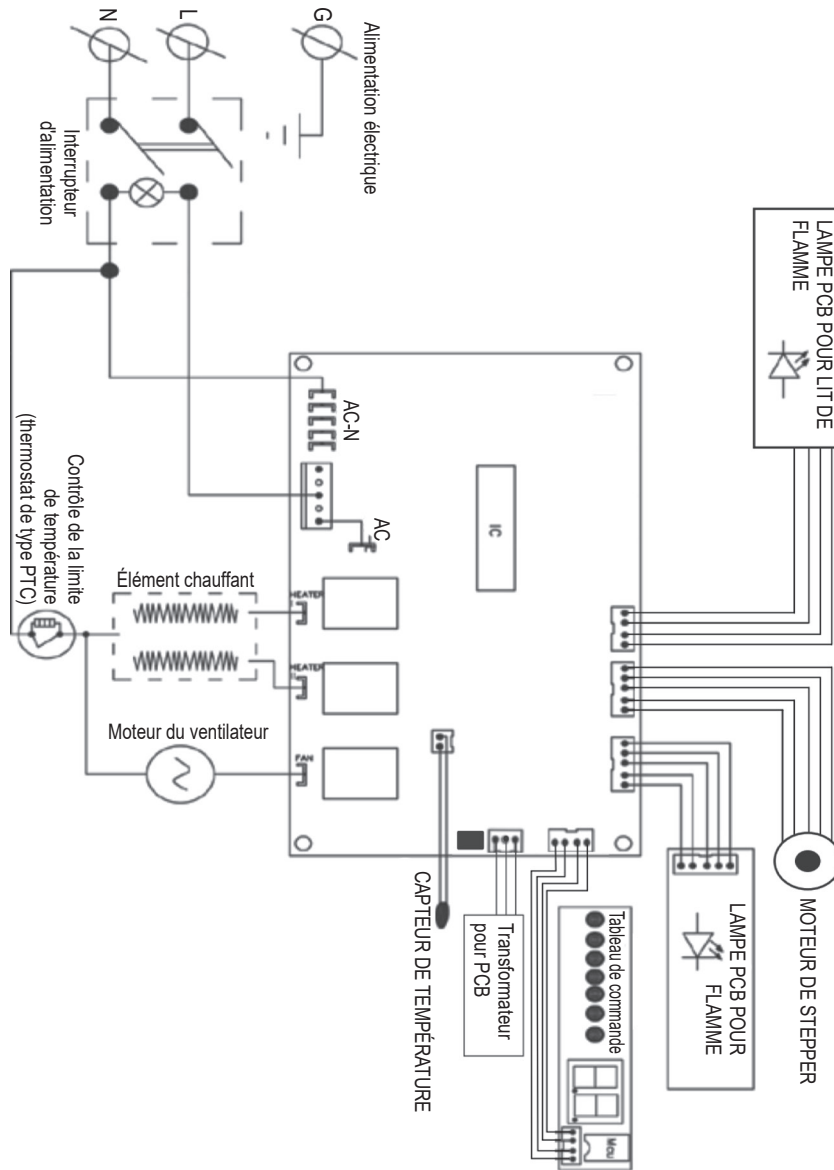 Alimentation électrique
G
L
N
Interrupteur
d'alimentation
LAMPE PCB POUR LIT DE
FLAMME
AC-N
AC
IC
Contrôle de la limite
de température
(thermostat de type PTC)
Élément chauffant
HEATER
I
HEATER
II
Moteur du ventilateur
FAN
MOTEUR DE STEPPER
LAMPE PCB POUR
FLAMME
CAPTEUR DE TEMPÉRATURE
Transformateur
pour PCB
Tableau de commande
Mcu